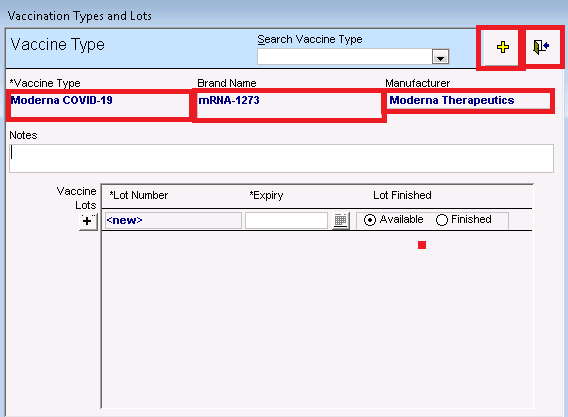 Vaccination Types and Lots
Vaccine Type
Search Vaccine Type
*Vaccine Type Brand Name Manufacturer
Moderna COVID-19 mRNA-1273 Moderna Therapeutics
Notes
Vaccine Lots
*Lot Number *Expiry Lot Finished
<new> Available Finished